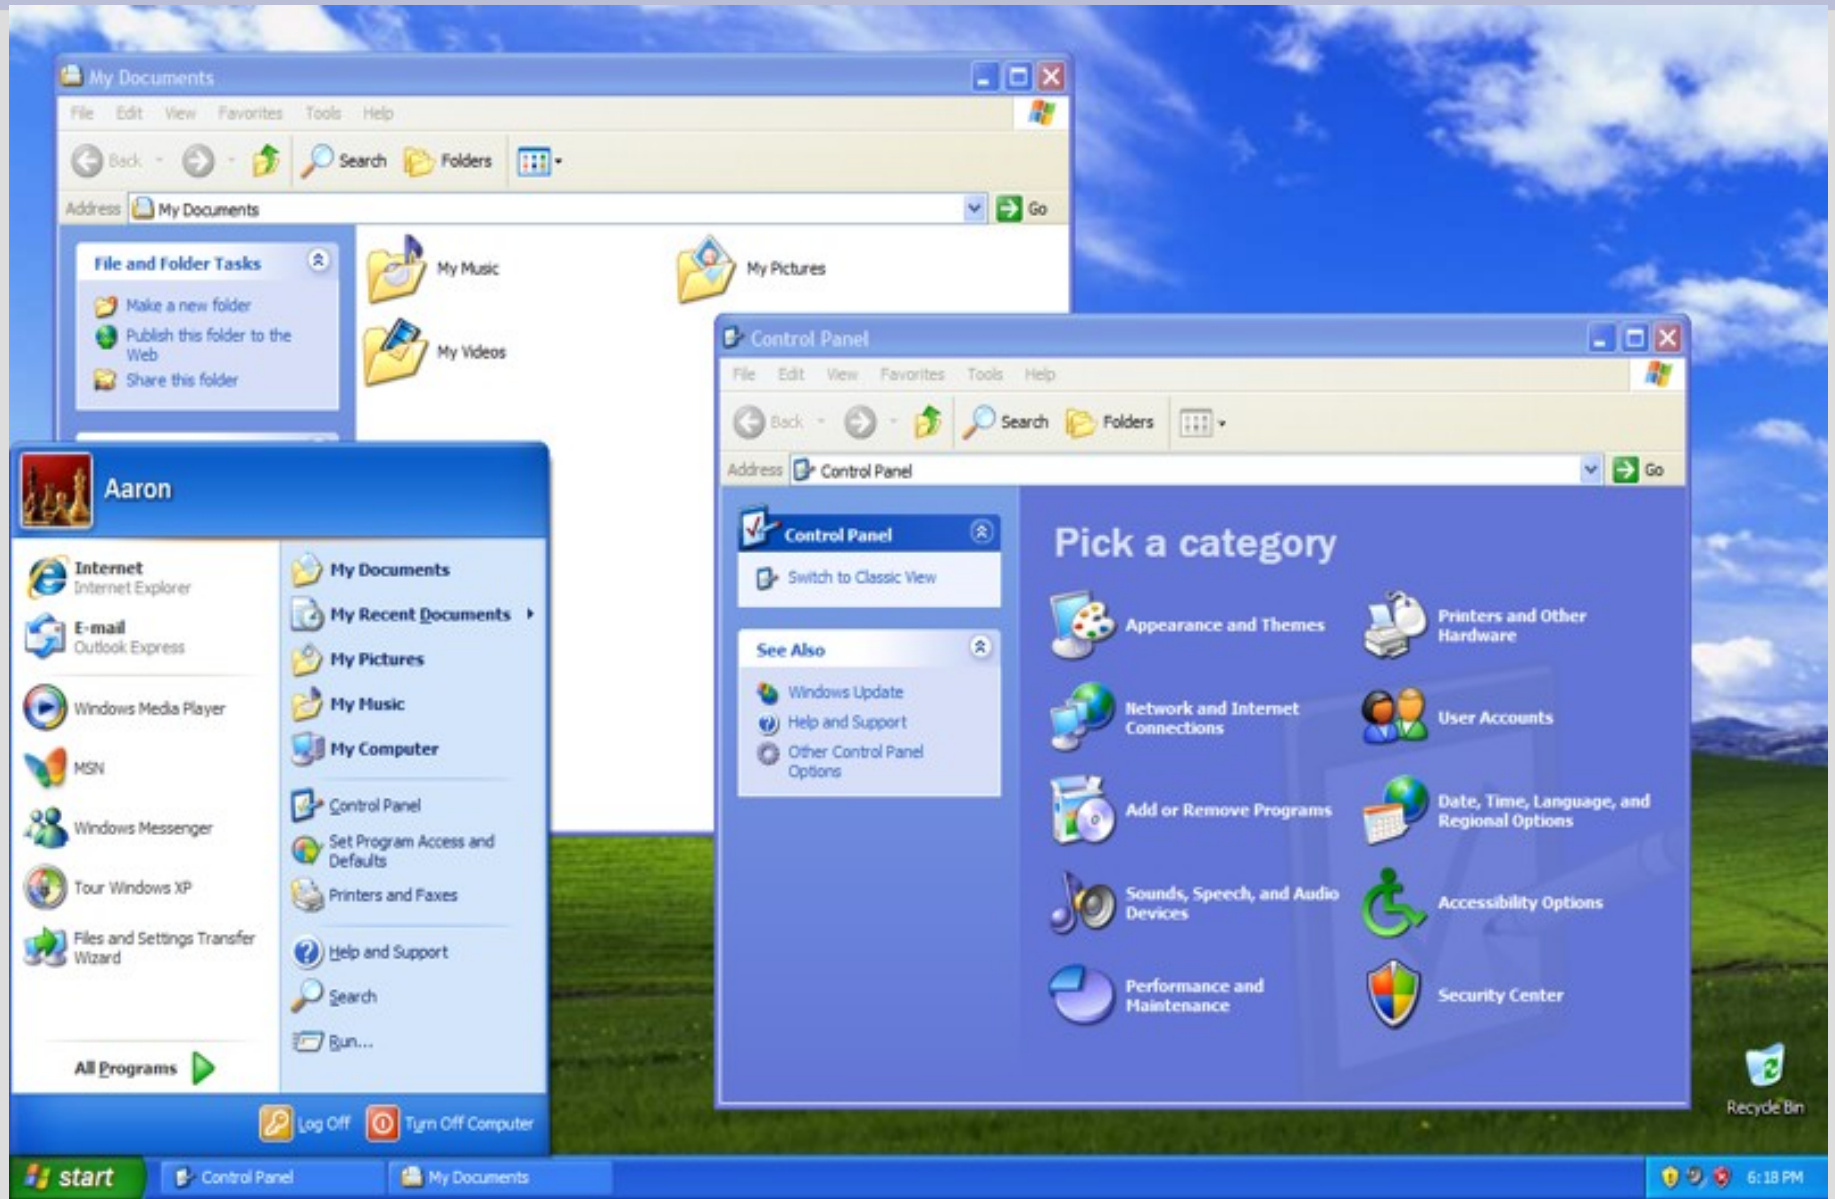 My Documents
File Edit View Favorites Tools Help
Back Search Folders
Address My Documents Go
File and Folder Tasks
Make a new folder
Publish this folder to the
Web
Share this folder
My Music
My Pictures
My Videos
Control Panel
File Edit View Favorites Tools Help
Back Search Folders
Address Control Panel Go
Control Panel
Switch to Classic View
See Also
Windows Update
Help and Support
Other Control Panel
Options
Pick a category
Appearance and Themes
Printers and Other
Hardware
Network and Internet
Connections
User Accounts
Add or Remove Programs
Date, Time, Language, and
Regional Options
Sounds, Speech, and Audio
Devices
Accessibility Options
Performance and
Maintenance
Security Center
Aaron
Internet
Internet Explorer
E-mail
Outlook Express
Windows Media Player
MSN
Windows Messenger
Tour Windows XP
Files and Settings Transfer
Wizard
All Programs
My Documents
My Recent Documents
My Pictures
My Music
My Computer
Control Panel
Set Program Access and
Defaults
Printers and Faxes
Help and Support
Search
Run...
Log Off Turn Off Computer
Recycle Bin
start Control Panel My Documents 6:18 PM